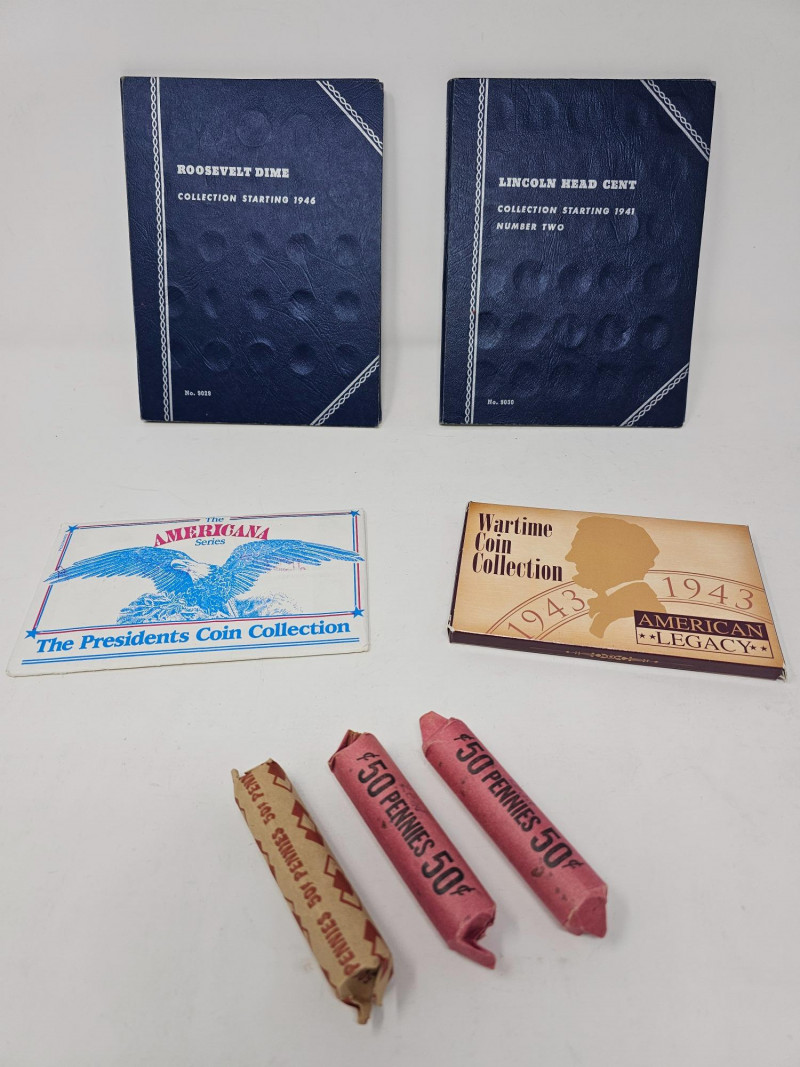 ROOSEVELT DIME
COLLECTION STARTING 1946
No. 9029
LINCOLN HEAD CENT
COLLECTION STARTING 1941
NUMBER TWO
No. 9030
The
AMERICANA
Series
The Presidents Coin Collection
Wartime
Coin
Collection
1943 1943
AMERICAN
LEGACY
PENNIES 50¢ PENNIES 50¢ PENN
¢50 PENNIES 50¢
¢50 PENNIES 50¢